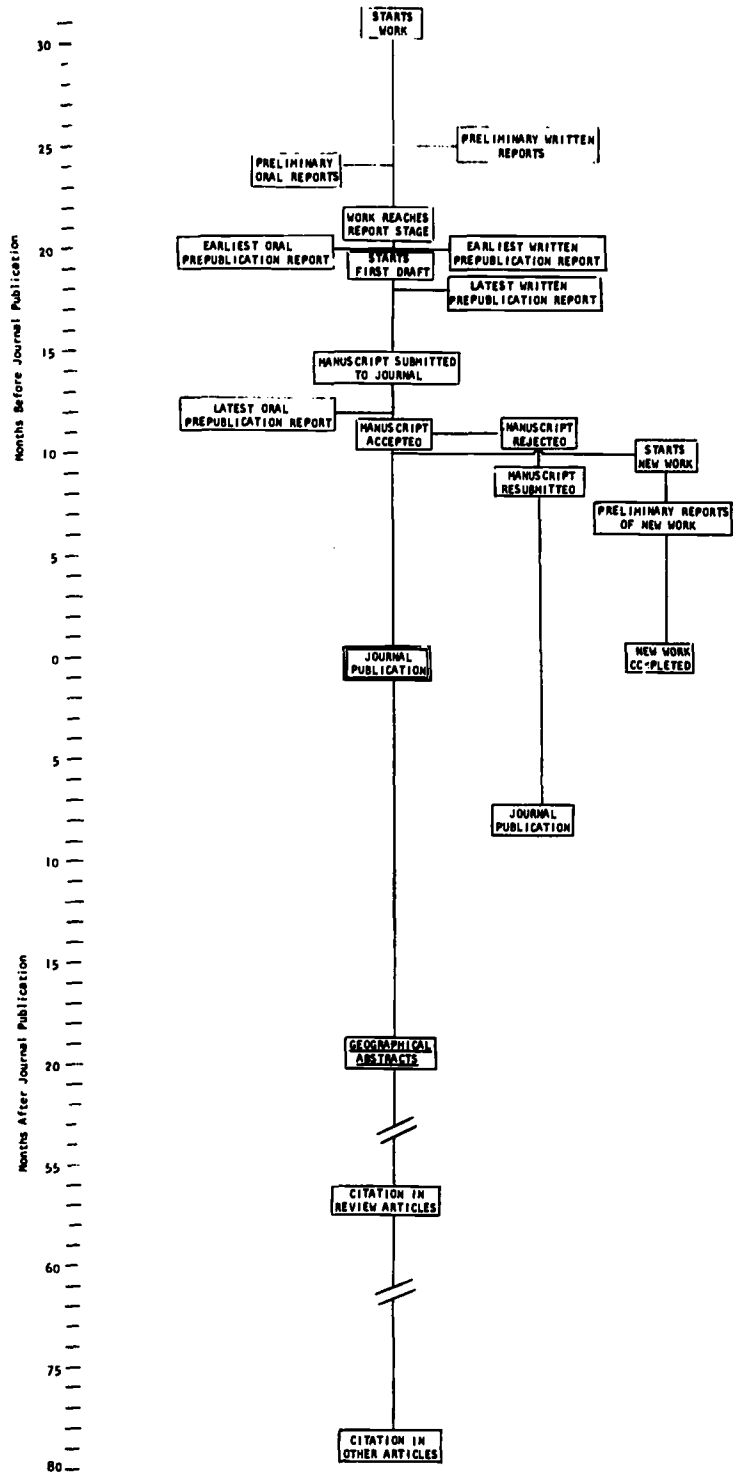 STARTS
WORK
30
PRELIMINARY WRITTEN
REPORTS
25
PRELIMINARY
ORAL REPORTS
WORK REACHES
REPORT STAGE
20
EARLIEST ORAL
PREPUBLICATION REPORT
EARLIEST WRITTEN
PREPUBLICATION REPORT
STARTS
FIRST DRAFT
LATEST WRITTEN
PREPUBLICATION REPORT
Months Before Journal Publication
15
MANUSCRIPT SUBMITTED
TO JOURNAL
LATEST ORAL
PREPUBLICATION REPORT
MANUSCRIPT
ACCEPTED
MANUSCRIPT
REJECTED
10
STARTS
NEW WORK
MANUSCRIPT
RESUBMITTED
PRELIMINARY REPORTS
OF NEW WORK
5
0
JOURNAL
PUBLICATION
NEW WORK
COMPLETED
5
JOURNAL
PUBLICATION
10
Months After Journal Publication
15
GEOGRAPHICAL
ABSTRACTS
20
55
CITATION IN
REVIEW ARTICLES
60
75
CITATION IN
OTHER ARTICLES
80